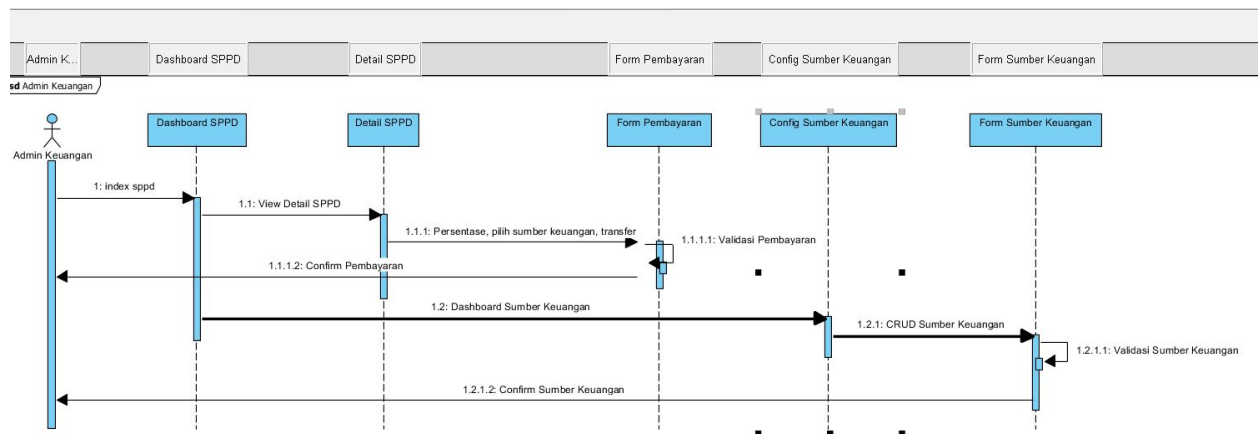 Admin K...
Dashboard SPPD
Detail SPPD
Form Pembayaran
Config Sumber Keuangan
Form Sumber Keuangan
sd Admin Keuangan
Dashboard SPPD
Detail SPPD
Form Pembayaran
Config Sumber Keuangan
Form Sumber Keuangan
Admin Keuangan
1: index sppd
1.1: View Detail SPPD
1.1.1: Persentase, pilih sumber keuangan, transfer
1.1.1.1: Validasi Pembayaran
1.1.1.2: Confirm Pembayaran
1.2: Dashboard Sumber Keuangan
1.2.1: CRUD Sumber Keuangan
1.2.1.1: Validasi Sumber Keuangan
1.2.1.2: Confirm Sumber Keuangan